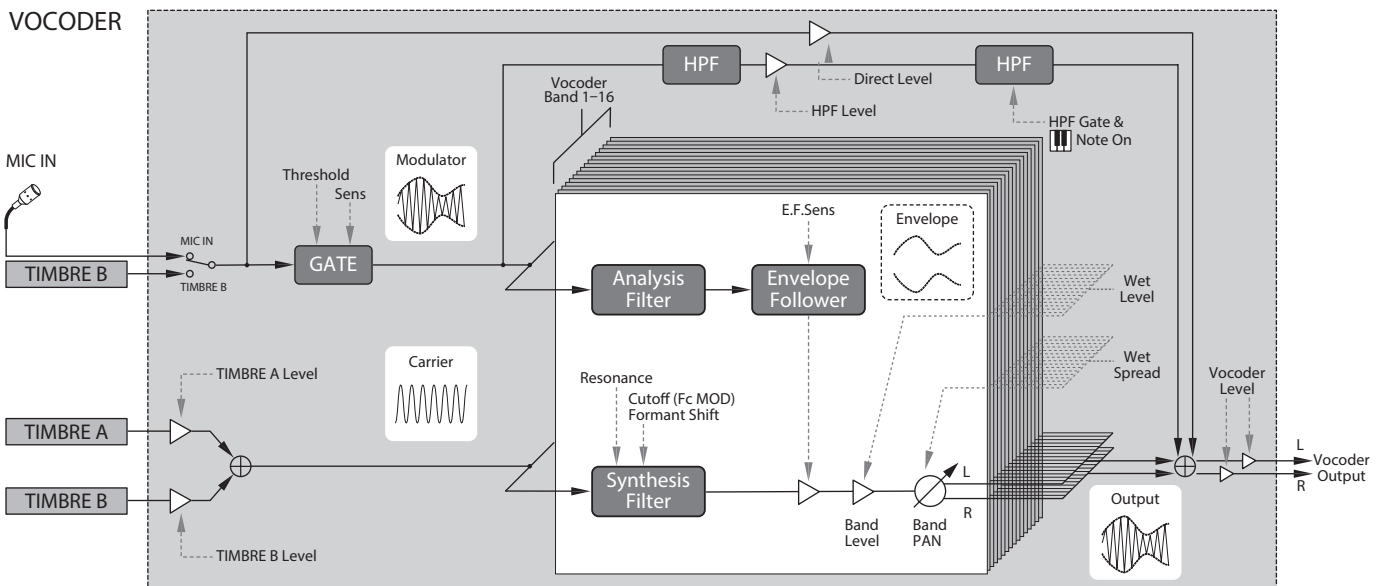 VOCODER
HPF
HPF
Direct Level
Vocoder
Band 1–16
HPF Level
HPF Gate &
Note On
MIC IN
Modulator
Threshold
Sens
E.F.Sens
Envelope
MIC IN
TIMBRE B
GATE
TIMBRE B
Analysis
Filter
Envelope
Follower
Wet
Level
Carrier
TIMBRE A Level
Resonance
Cutoff (Fc MOD)
Formant Shift
Wet
Spread
Vocoder
Level
TIMBRE A
TIMBRE B
Synthesis
Filter
L
R
L
R
Vocoder
Output
Band
Level
Band
PAN
Output
TIMBRE B Level